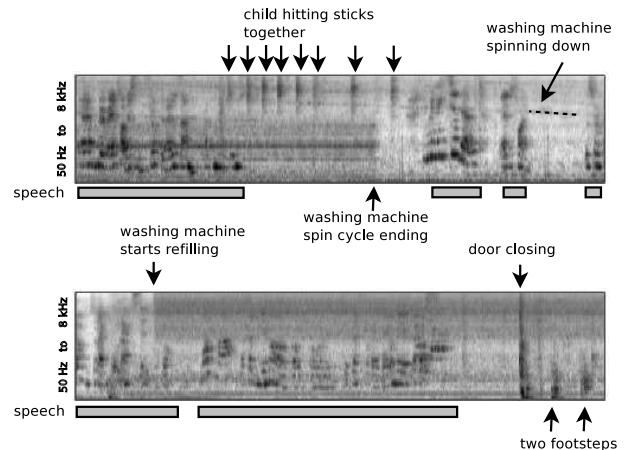 child hitting sticks
together
washing machine
spinning down
50 Hz to 8 kHz
speech
washing machine
spin cycle ending
washing machine
starts refilling
door closing
50 Hz to 8 kHz
speech
two footsteps